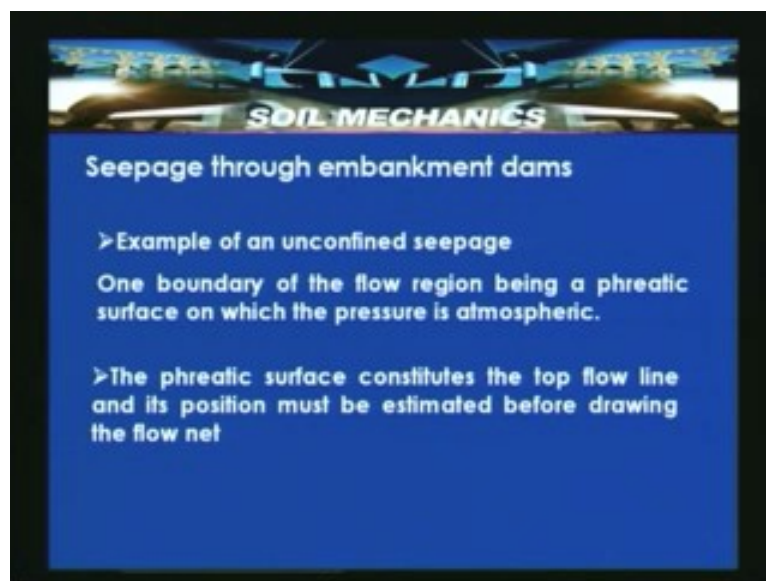 SOIL MECHANICS
Seepage through embankment dams
➢Example of an unconfined seepage
One boundary of the flow region being a phreatic
surface on which the pressure is atmospheric.
➢The phreatic surface constitutes the top flow line
and its position must be estimated before drawing
the flow net